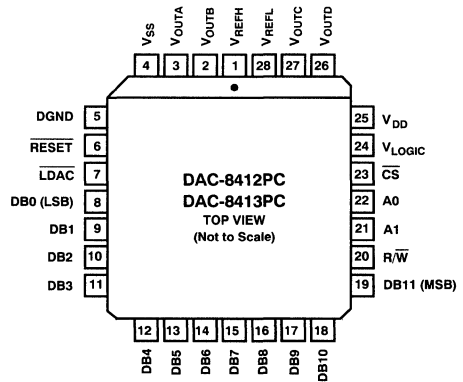 VSS
VOUTA
VOUTB
VREFH
VREFL
VOUTC
VOUTD
4
3
2
1
28
27
26
DGND 5
RESET 6
LDAC 7
DB0 (LSB) 8
DB1 9
DB2 10
DB3 11
DAC-8412PC
DAC-8413PC
TOP VIEW
(Not to Scale)
25 VDD
24 VLOGIC
23 CS
22 A0
21 A1
20 R/W
19 DB11 (MSB)
12
13
14
15
16
17
18
DB4
DB5
DB6
DB7
DB8
DB9
DB10